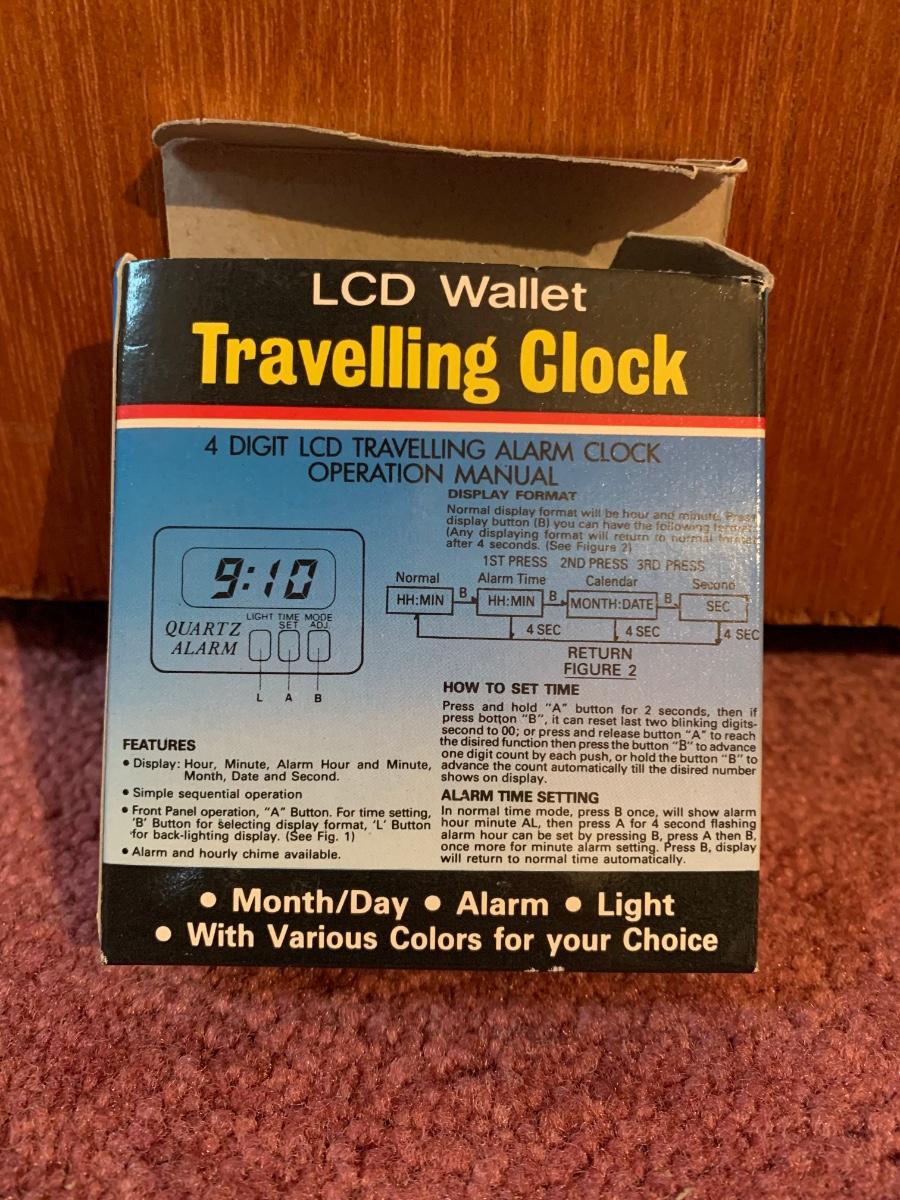 LCD Wallet
Travelling Clock
4 DIGIT LCD TRAVELLING ALARM CLOCK
OPERATION MANUAL
9:10
LIGHT TIME SET MODE ADJ.
QUARTZ
ALARM
L A B
FEATURES
• Display: Hour, Minute, Alarm Hour and Minute,
Month, Date and Second.
• Simple sequential operation
• Front Panel operation, "A" Button. For time setting,
'B' Button for selecting display format, 'L' Button
for back-lighting display. (See Fig. 1)
• Alarm and hourly chime available.
DISPLAY FORMAT
Normal display format will be hour and minute. Press
display button (B) you can have the following format.
(Any displaying format will return to normal format
after 4 seconds. (See Fiigure 2)
1ST PRESS 2ND PRESS 3RD PRESS
Normal Alarm Time Calendar Second
HH:MIN B HH:MIN B MONTH:DATE B SEC
4 SEC 4 SEC 4 SEC
RETURN
FIGURE 2
HOW TO SET TIME
Press and hold "A" button for 2 seconds, then if
press botton "B", it can reset last two blinking digits-
second to 00; or press and release button "A" to reach
the desired function then press the button "B" to advance
one digit count by each push, or hold the button "B" to
advance the count automatically till the disired number
shows on display.
ALARM TIME SETTING
In normal time mode, press B once, will show alarm
hour minute AL, then press A for 4 second flashing
alarm hour can be set by pressing B, press A then B,
once more for minute alarm setting. Press B, display
will return to normal time automatically.
• Month/Day • Alarm • Light
• With Various Colors for your Choice